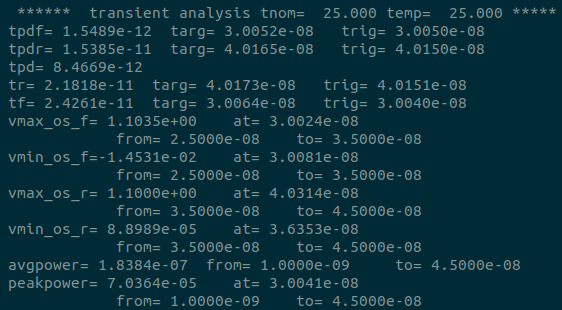 ****** transient analysis tnom= 25.000 temp= 25.000 *****
tpdf= 1.5489e-12 targ= 3.0052e-08 trig= 3.0050e-08
tpdr= 1.5385e-11 targ= 4.0165e-08 trig= 4.0150e-08
tpd= 8.4669e-12
tr= 2.1818e-11 targ= 4.0173e-08 trig= 4.0151e-08
tf= 2.4261e-11 targ= 3.0064e-08 trig= 3.0040e-08
vmax_os_f= 1.1035e+00 at= 3.0024e-08
from= 2.5000e-08 to= 3.5000e-08
vmin_os_f=-1.4531e-02 at= 3.0081e-08
from= 2.5000e-08 to= 3.5000e-08
vmax_os_r= 1.1000e+00 at= 4.0314e-08
from= 3.5000e-08 to= 4.5000e-08
vmin_os_r= 8.8989e-05 at= 3.6353e-08
from= 3.5000e-08 to= 4.5000e-08
avgpower= 1.8384e-07 from= 1.0000e-09 to= 4.5000e-08
peakpower= 7.0364e-05 at= 3.0041e-08
from= 1.0000e-09 to= 4.5000e-08